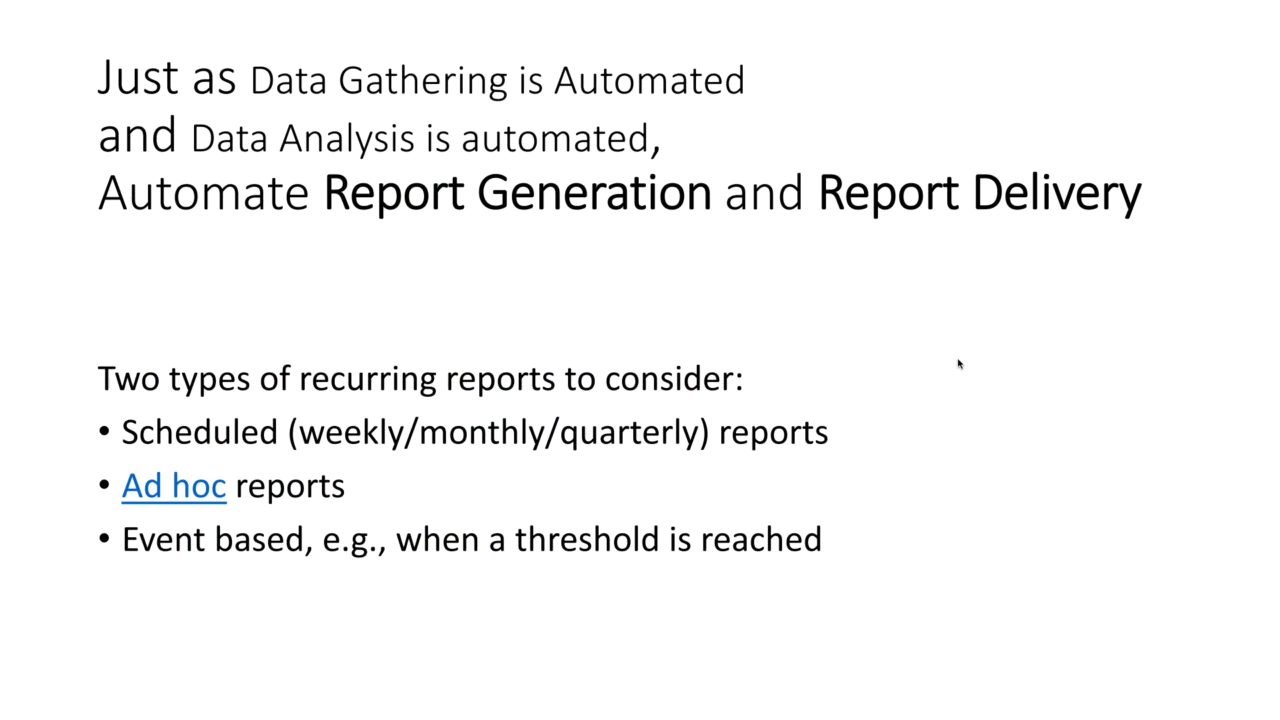 Just as Data Gathering is Automated
and Data Analysis is automated,
Automate Report Generation and Report Delivery
Two types of recurring reports to consider:
• Scheduled (weekly/monthly/quarterly) reports
• Ad hoc reports
• Event based, e.g., when a threshold is reached